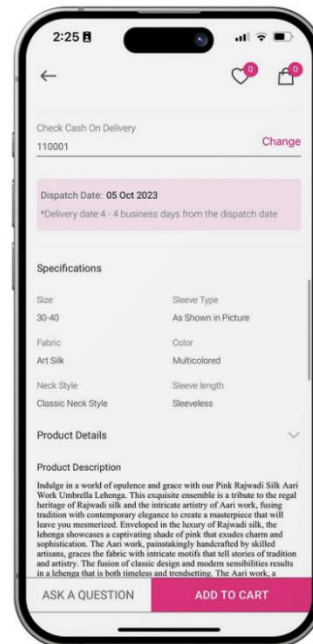 2:25
0
0
Check Cash On Delivery
110001
Change
Dispatch Date: 05 Oct 2023
*Delivery date:4 - 4 business days from the dispatch date
Specifications
Size
Sleeve Type
30-40
As Shown in Picture
Fabric
Color
Art Silk
Multicolored
Neck Style
Sleeve length
Classic Neck Style
Sleeveless
Product Details
Product Description
Indulge in a world of opulence and grace with our Pink Rajwadi Silk Aari
Work Umbrella Lehenga. This exquisite ensemble is a tribute to the regal
heritage of Rajwadi silk and the intricate artistry of Aari work, fusing
tradition with contemporary elegance to create a masterpiece that will
leave you mesmerized. Enveloped in the luxury of Rajwadi silk, the
lehenga showcases a captivating shade of pink that exudes charm and
sophistication. The Aari work, painstakingly handcrafted by skilled
artisans, graces the fabric with intricate motifs that tell stories of tradition
and artistry. The fusion of classic design and modern sensibilities results
in a lehenga that is both timeless and trendsetting. The Aari work, a
ASK A QUESTION
ADD TO CART